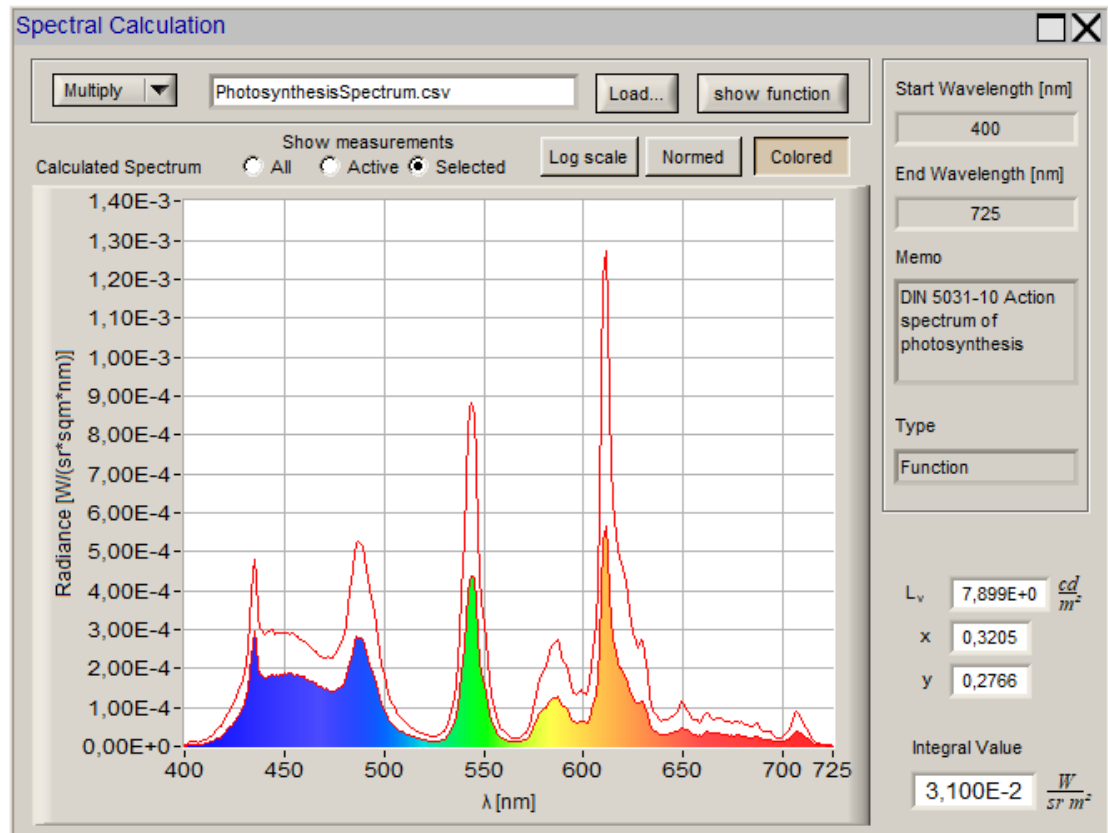 Spectral Calculation
Multiply
PhotosynthesisSpectrum.csv
Load...
show function
Show measurements
Calculated Spectrum
All
Active
Selected
Log scale
Normed
Colored
1,40E-3
1,30E-3
1,20E-3
1,10E-3
1,00E-3
9,00E-4
8,00E-4
7,00E-4
6,00E-4
5,00E-4
4,00E-4
3,00E-4
2,00E-4
1,00E-4
0,00E+0
Radiance [W/(sr*sqm*nm)]
400 450 500 550 600 650 700 725
λ [nm]
Start Wavelength [nm]
400
End Wavelength [nm]
725
Memo
DIN 5031-10 Action
spectrum of
photosynthesis
Type
Function
Lv 7,899E+0 cd/m²
x 0,3205
y 0,2766
Integral Value
3,100E-2 W/sr m²